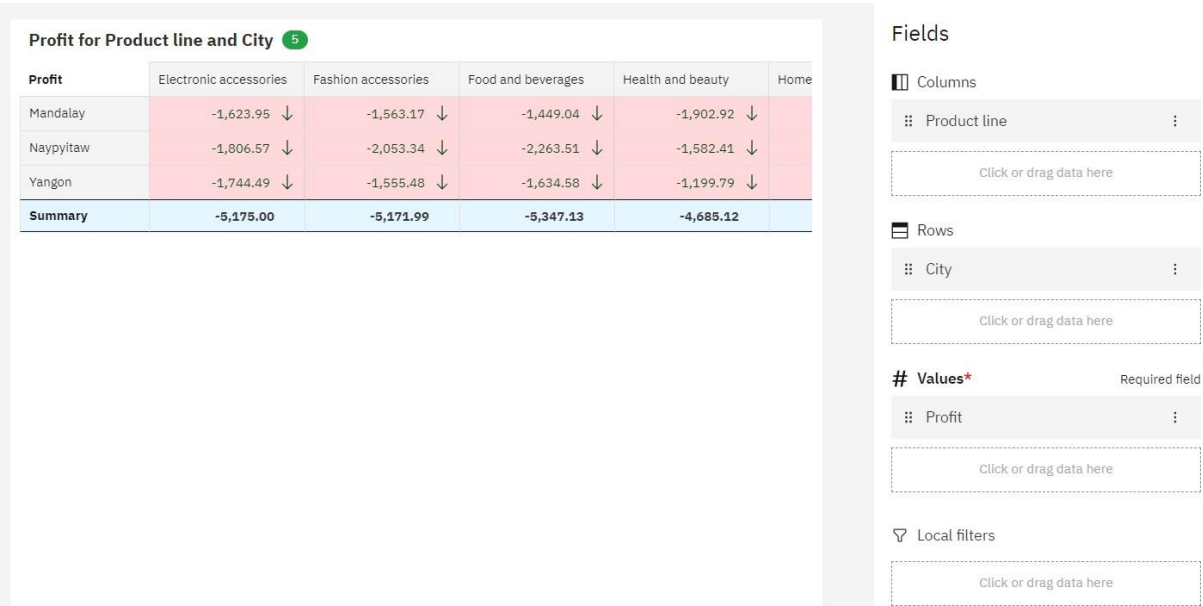 Profit for Product line and City 5
Profit Electronic accessories Fashion accessories Food and beverages Health and beauty Home
Mandalay -1,623.95 ↓ -1,563.17 ↓ -1,449.04 ↓ -1,902.92 ↓
Naypyitaw -1,806.57 ↓ -2,053.34 ↓ -2,263.51 ↓ -1,582.41 ↓
Yangon -1,744.49 ↓ -1,555.48 ↓ -1,634.58 ↓ -1,199.79 ↓
Summary -5,175.00 -5,171.99 -5,347.13 -4,685.12
Fields
Columns
Product line
Click or drag data here
Rows
City
Click or drag data here
# Values* Required field
Profit
Click or drag data here
Local filters
Click or drag data here